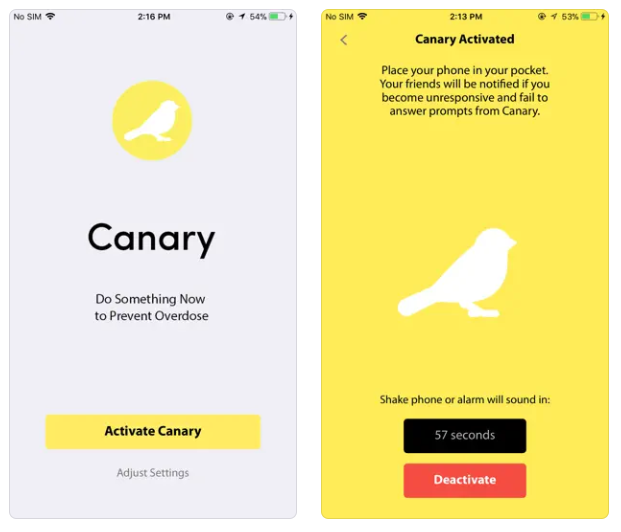 No SIM 2:16 PM 54%
Canary
Do Something Now
to Prevent Overdose
Activate Canary
Adjust Settings
No SIM 2:13 PM 53%
Canary Activated
Place your phone in your pocket.
Your friends will be notified if you
become unresponsive and fail to
answer prompts from Canary.
Shake phone or alarm will sound in:
57 seconds
Deactivate